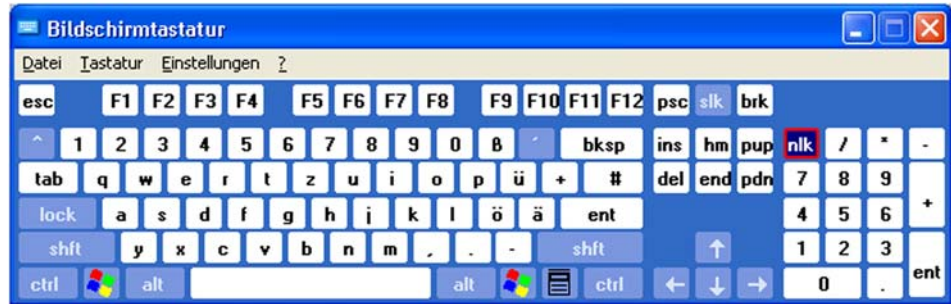 Bildschirmtastatur
Datei Tastatur Einstellungen ?
esc F1 F2 F3 F4 F5 F6 F7 F8 F9 F10 F11 F12 psc slk brk
^ 1 2 3 4 5 6 7 8 9 0 ß ´ bksp ins hm pup nlk / * -
tab q w e r t z u i o p ü + # del end pdn 7 8 9 +
lock a s d f g h j k l ö ä ent 4 5 6
shft y x c v b n m , . - shft ↑ 1 2 3 ent
ctrl alt alt ctrl ← ↓ → 0 .